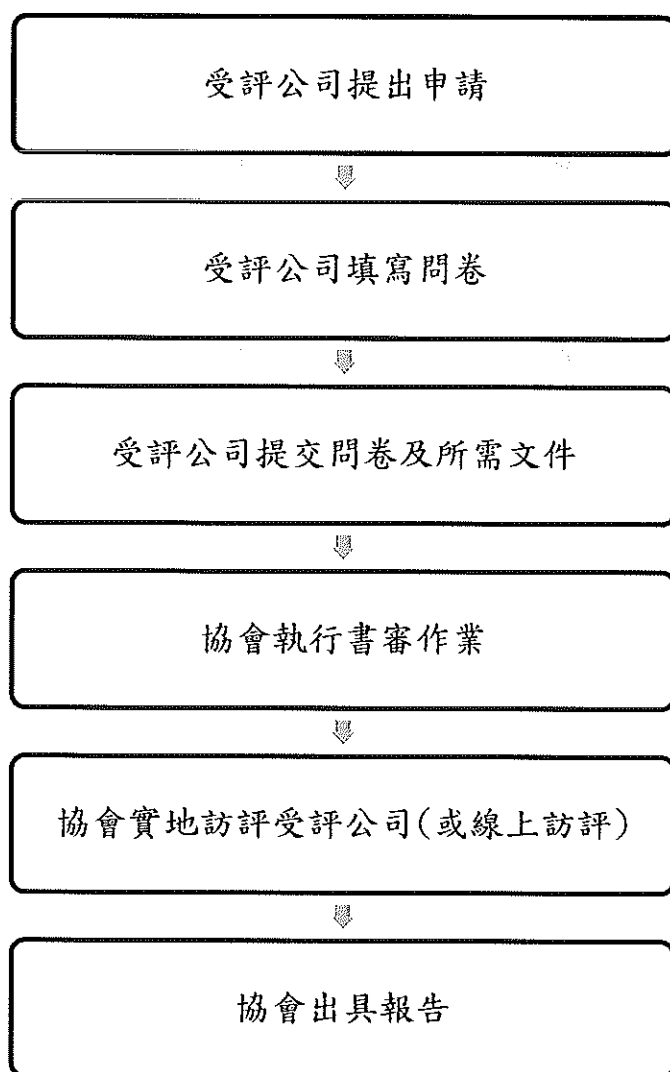 受評公司提出申請
受評公司填寫問卷
受評公司提交問卷及所需文件
協會執行書審作業
協會實地訪評受評公司(或線上訪評)
協會出具報告